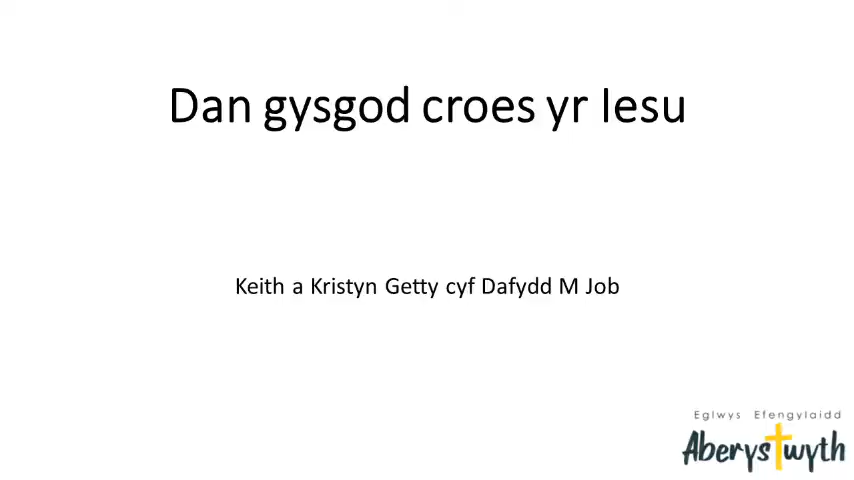 Dan gysgod croes yr Iesu
Keith a Kristyn Getty cyf Dafydd M Job
Eglwys Efengylaidd
Aberystwyth